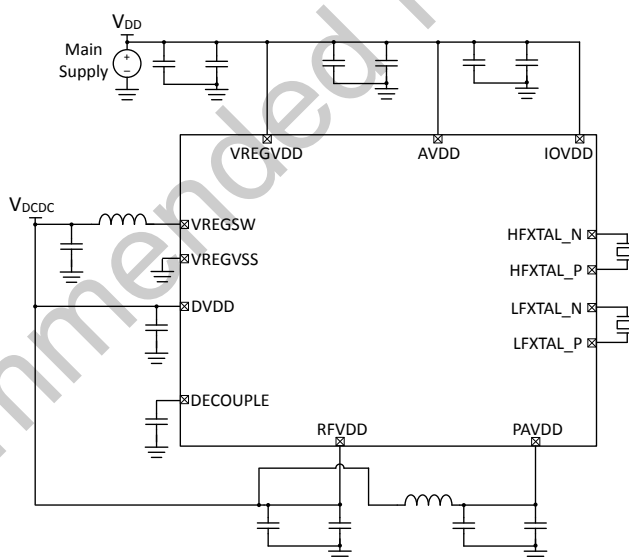 VDD
Main
Supply
+
−
VREGVDD
AVDD
IOVDD
VDCDC
VREGSW
VREGVSS
DVDD
DECOUPLE
HFXTAL_N
HFXTAL_P
LFXTAL_N
LFXTAL_P
RFVDD
PAVDD